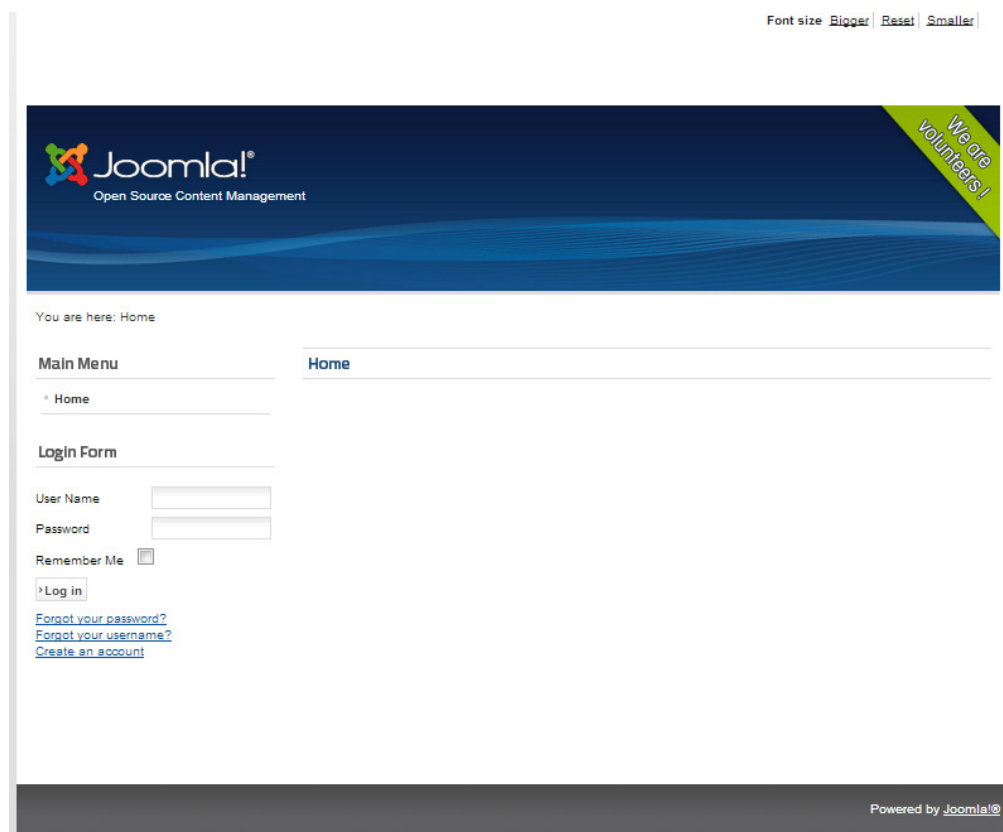 Font size Bigger Reset Smaller
We are
volunteers!
Joomla!®
Open Source Content Management
You are here: Home
Main Menu
Home
Home
Login Form
User Name
Password
Remember Me
Log in
Forgot your password?
Forgot your username?
Create an account
Powered by Joomla!®